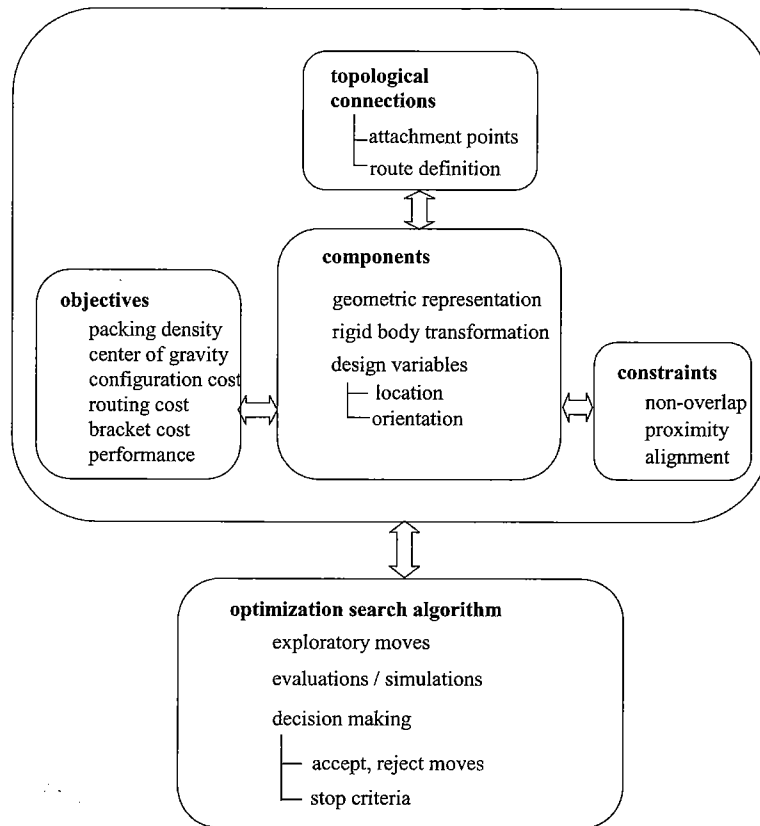 topological
connections
attachment points
route definition
components
geometric representation
rigid body transformation
design variables
location
orientation
objectives
packing density
center of gravity
configuration cost
routing cost
bracket cost
performance
constraints
non-overlap
proximity
alignment
optimization search algorithm
exploratory moves
evaluations / simulations
decision making
accept, reject moves
stop criteria